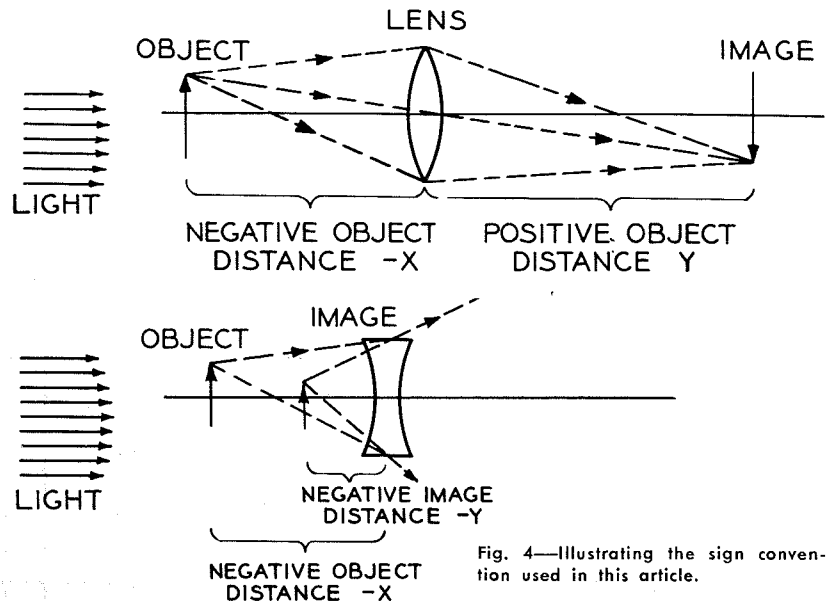 LENS
OBJECT
IMAGE
LIGHT
NEGATIVE OBJECT
DISTANCE -X
POSITIVE OBJECT
DISTANCE Y
IMAGE
OBJECT
LIGHT
NEGATIVE IMAGE
DISTANCE -Y
NEGATIVE OBJECT
DISTANCE -X
Fig. 4—Illustrating the sign conven-
tion used in this article.